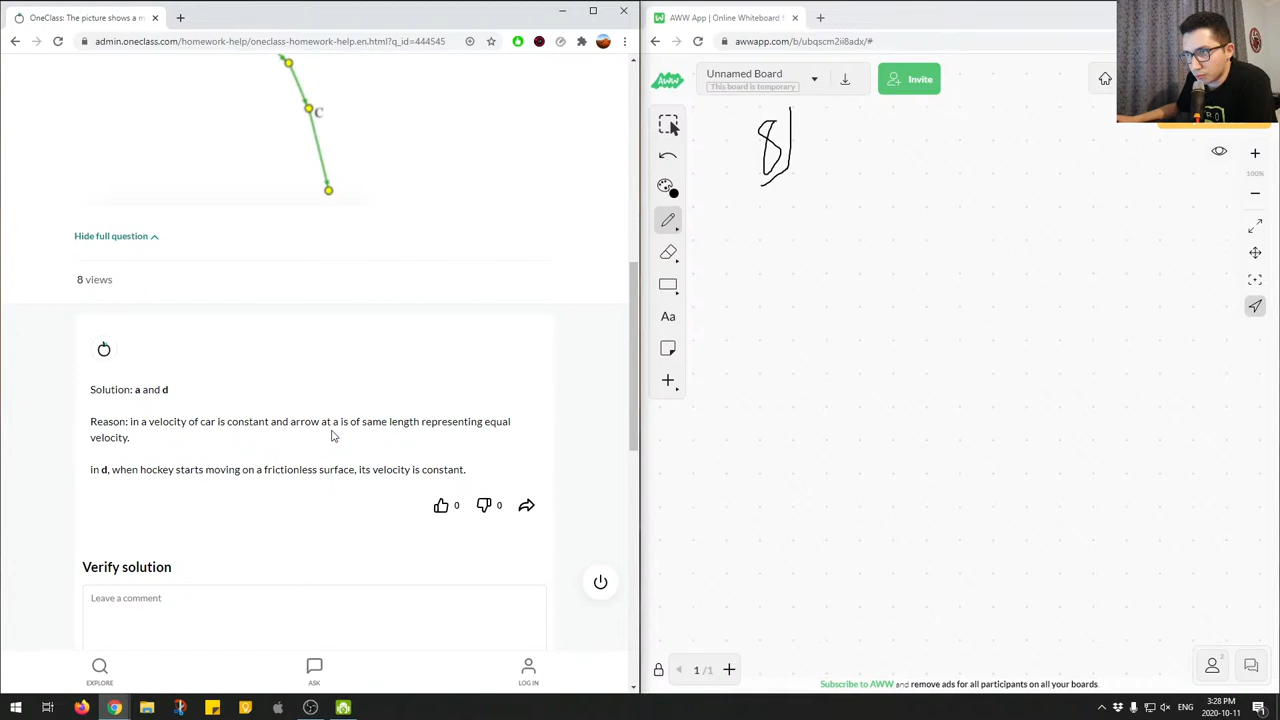 OneClass: The picture shows a m
admin.oneclass.com/homework-help/oneclass-homework-help.en.html?q_id=444545
C
Hide full question
8 views
Solution: a and d
Reason: in a velocity of car is constant and arrow at a is of same length representing equal
velocity.
in d, when hockey starts moving on a frictionless surface, its velocity is constant.
0
0
Verify solution
Leave a comment
EXPLORE
ASK
LOG IN
AWW App | Online Whiteboard f
awwapp.com/b/ubqscm2ii8adx/#
Unnamed Board
This board is temporary
Invite
100%
Aa
1 / 1
2
Subscribe to AWW and remove ads for all participants on all your boards.
ENG
3:28 PM
2020-10-11
1